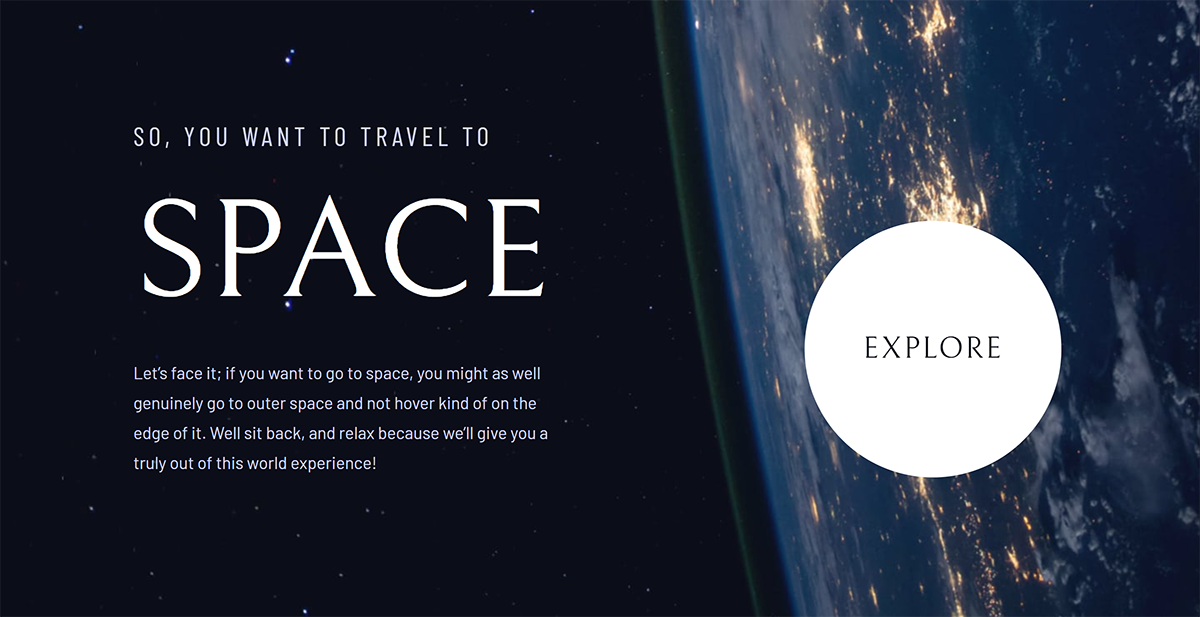 SO, YOU WANT TO TRAVEL TO
SPACE
Let’s face it; if you want to go to space, you might as well
genuinely go to outer space and not hover kind of on the
edge of it. Well sit back, and relax because we’ll give you a
truly out of this world experience!
EXPLORE